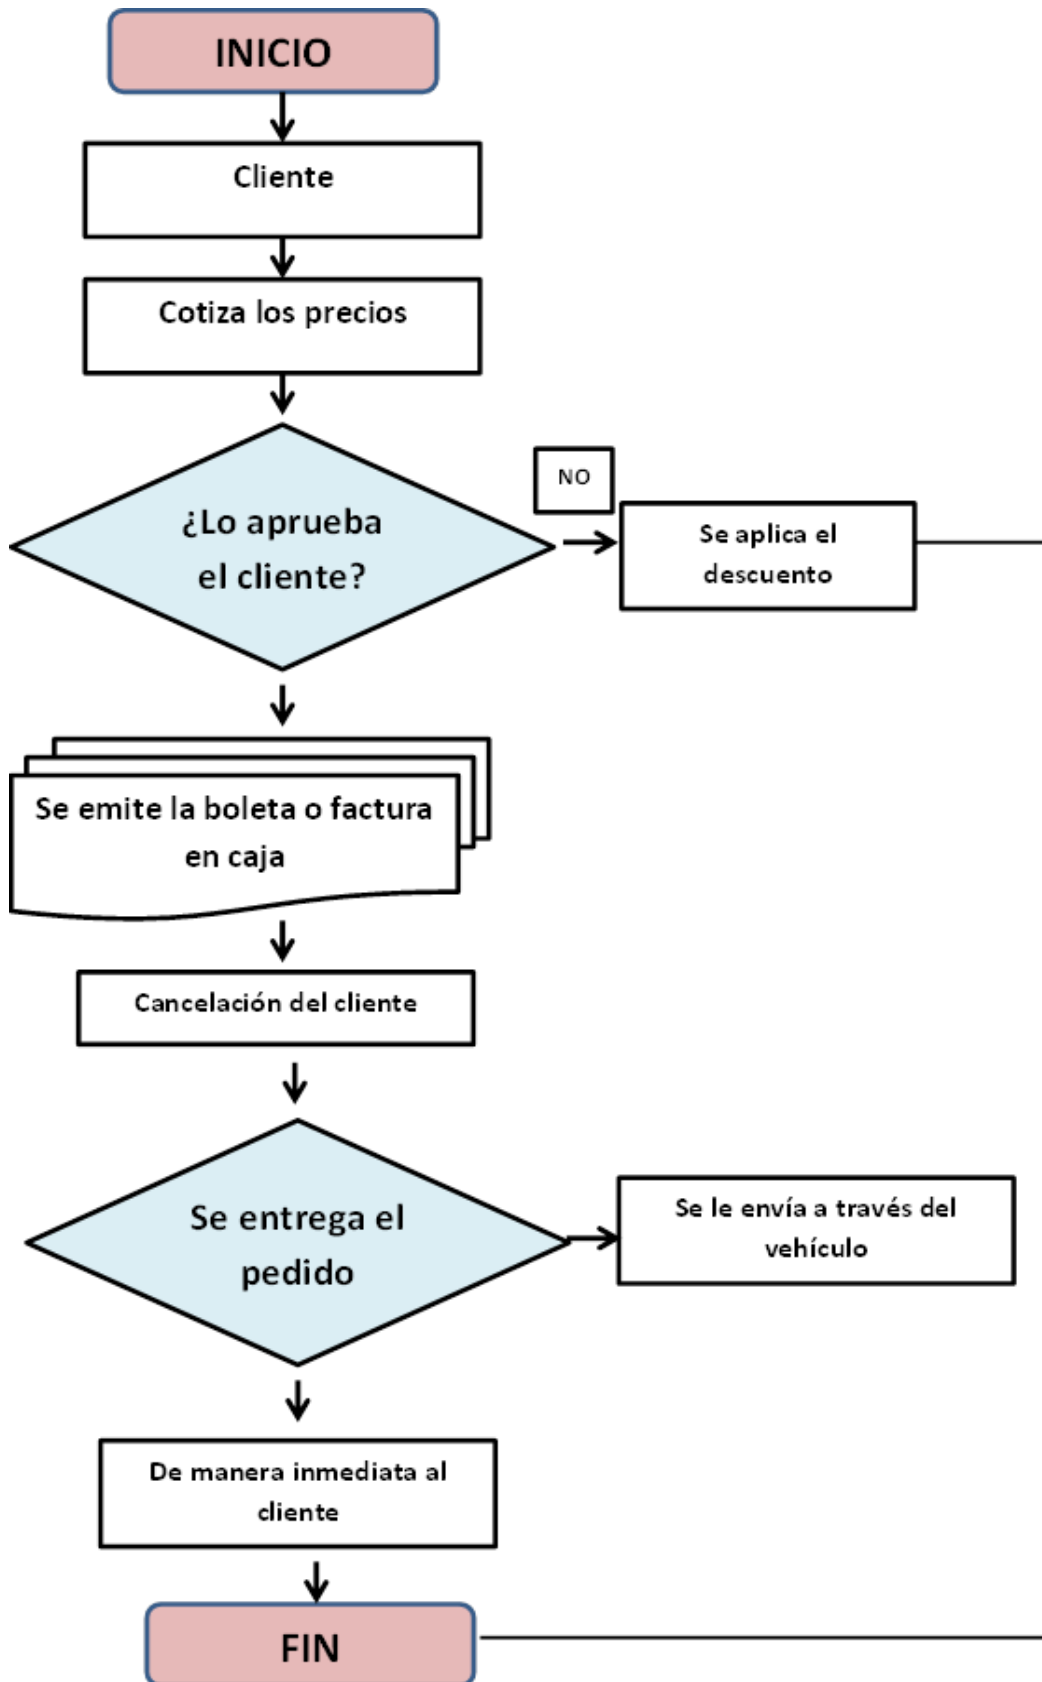 INICIO
Cliente
Cotiza los precios
¿Lo aprueba
el cliente?
NO
Se aplica el
descuento
Se emite la boleta o factura
en caja
Cancelación del cliente
Se entrega el
pedido
Se le envía a través del
vehículo
De manera inmediata al
cliente
FIN